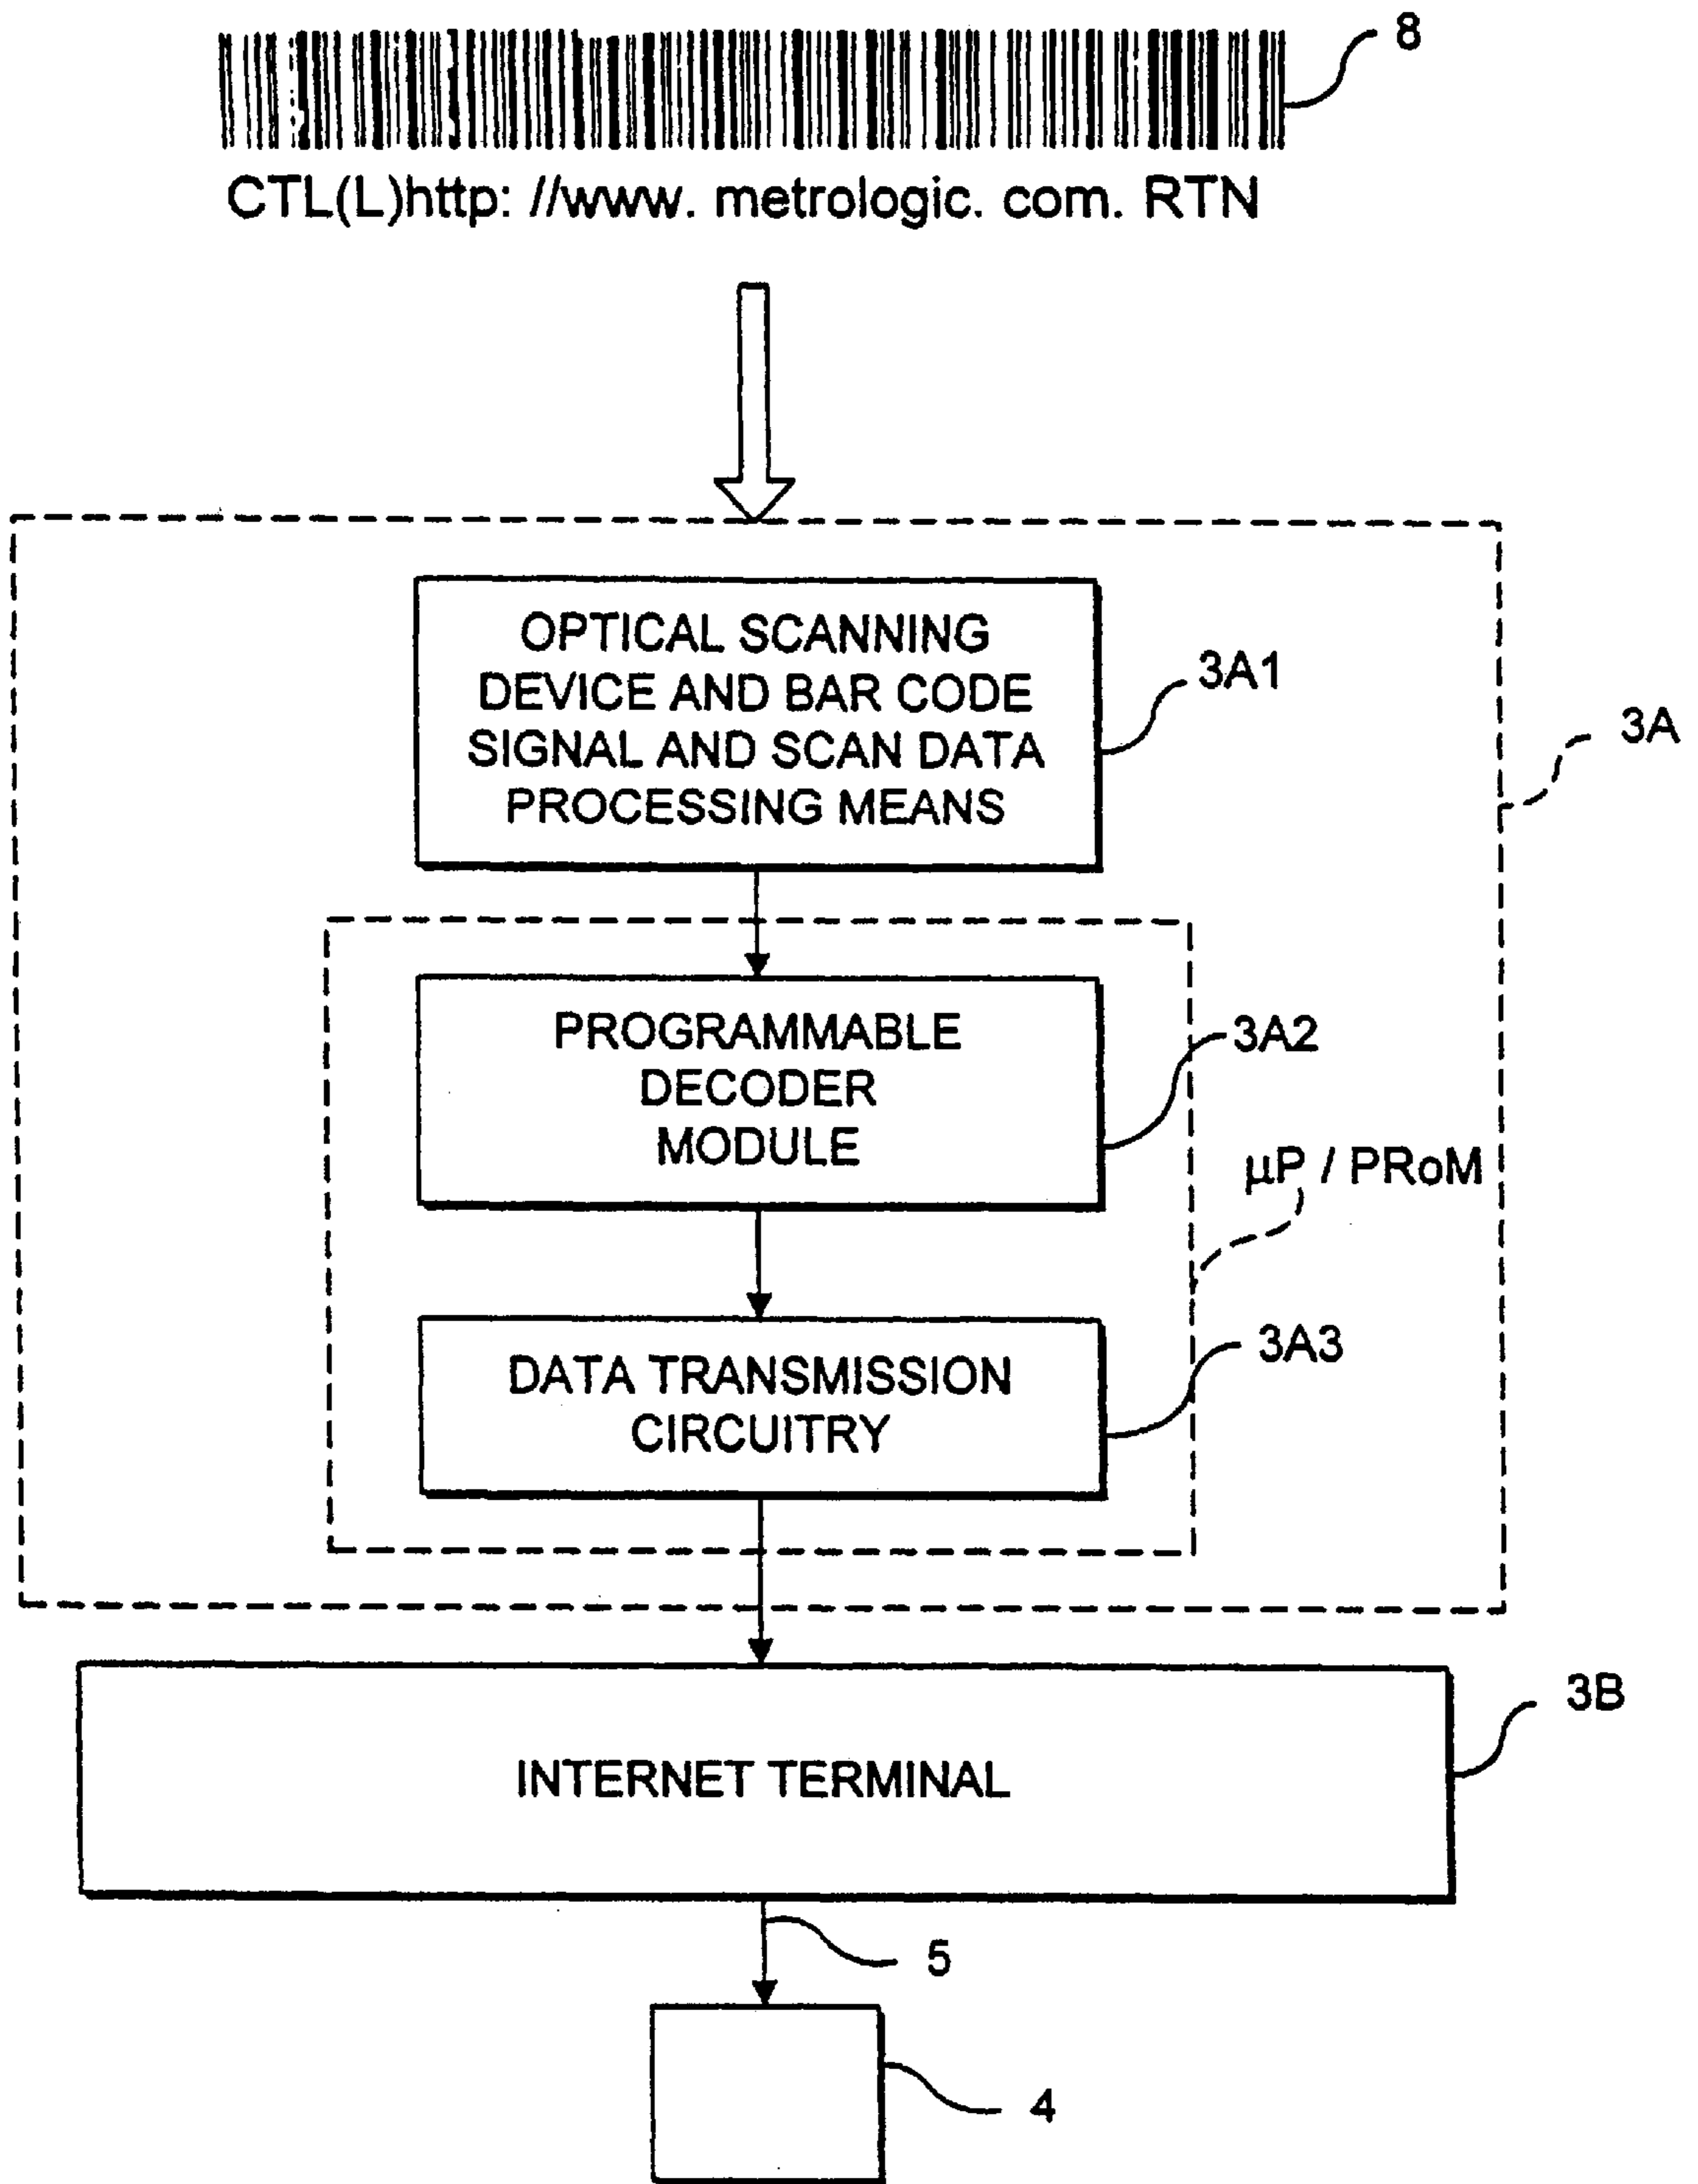 8
CTL(L)http: //www. metrologic. com. RTN
OPTICAL SCANNING
DEVICE AND BAR CODE
SIGNAL AND SCAN DATA
PROCESSING MEANS
3A1
3A
PROGRAMMABLE
DECODER
MODULE
3A2
µP / PRoM
DATA TRANSMISSION
CIRCUITRY
3A3
INTERNET TERMINAL
3B
5
4